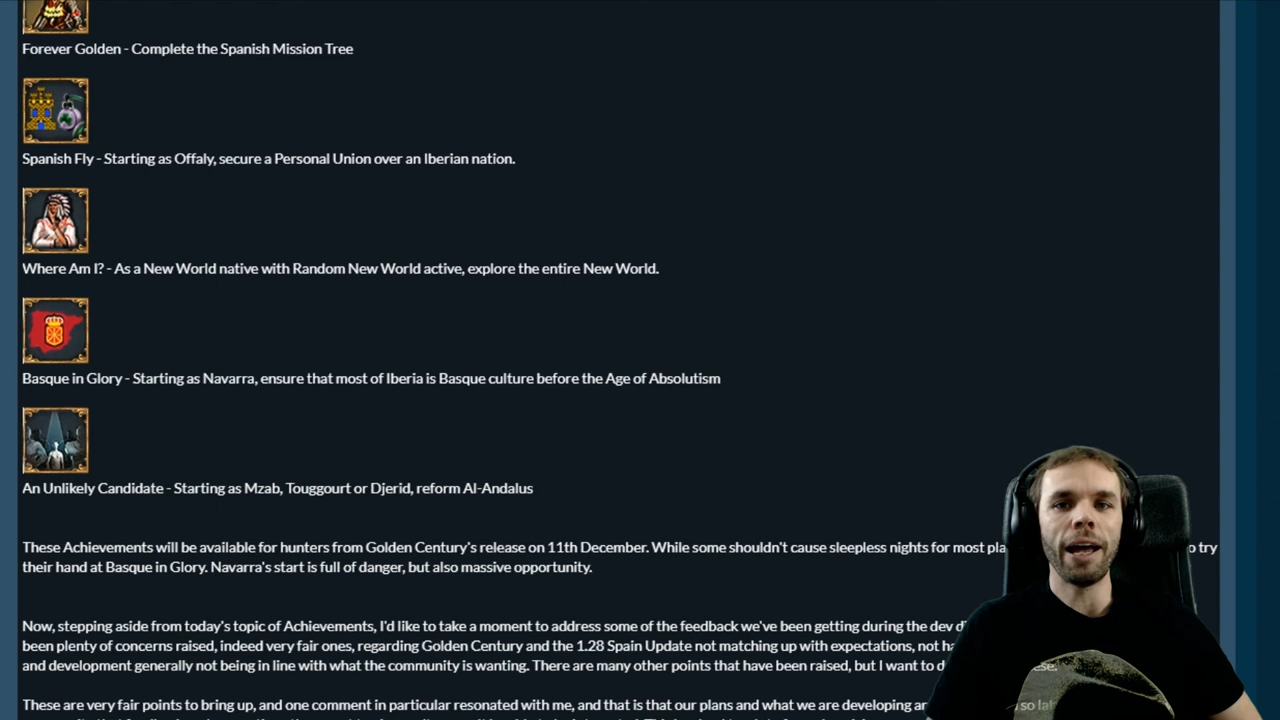 Forever Golden - Complete the Spanish Mission Tree
Spanish Fly - Starting as Offaly, secure a Personal Union over an Iberian nation.
Where Am I? - As a New World native with Random New World active, explore the entire New World.
Basque in Glory - Starting as Navarra, ensure that most of Iberia is Basque culture before the Age of Absolutism
An Unlikely Candidate - Starting as Mzab, Touggourt or Djerid, reform Al-Andalus
These Achievements will be available for hunters from Golden Century's release on 11th December. While some shouldn't cause sleepless nights for most try
their hand at Basque in Glory. Navarra's start is full of danger, but also massive opportunity.
Now, stepping aside from today's topic of Achievements, I'd like to take a moment to address some of the feedback we've been getting during the dev
been plenty of concerns raised, indeed very fair ones, regarding Golden Century and the 1.28 Spain Update not matching up with expectations, not
and development generally not being in line with what the community is wanting. There are many other points that have been raised, but I want to
These are very fair points to bring up, and one comment in particular resonated with me, and that is that our plans and what we are developing